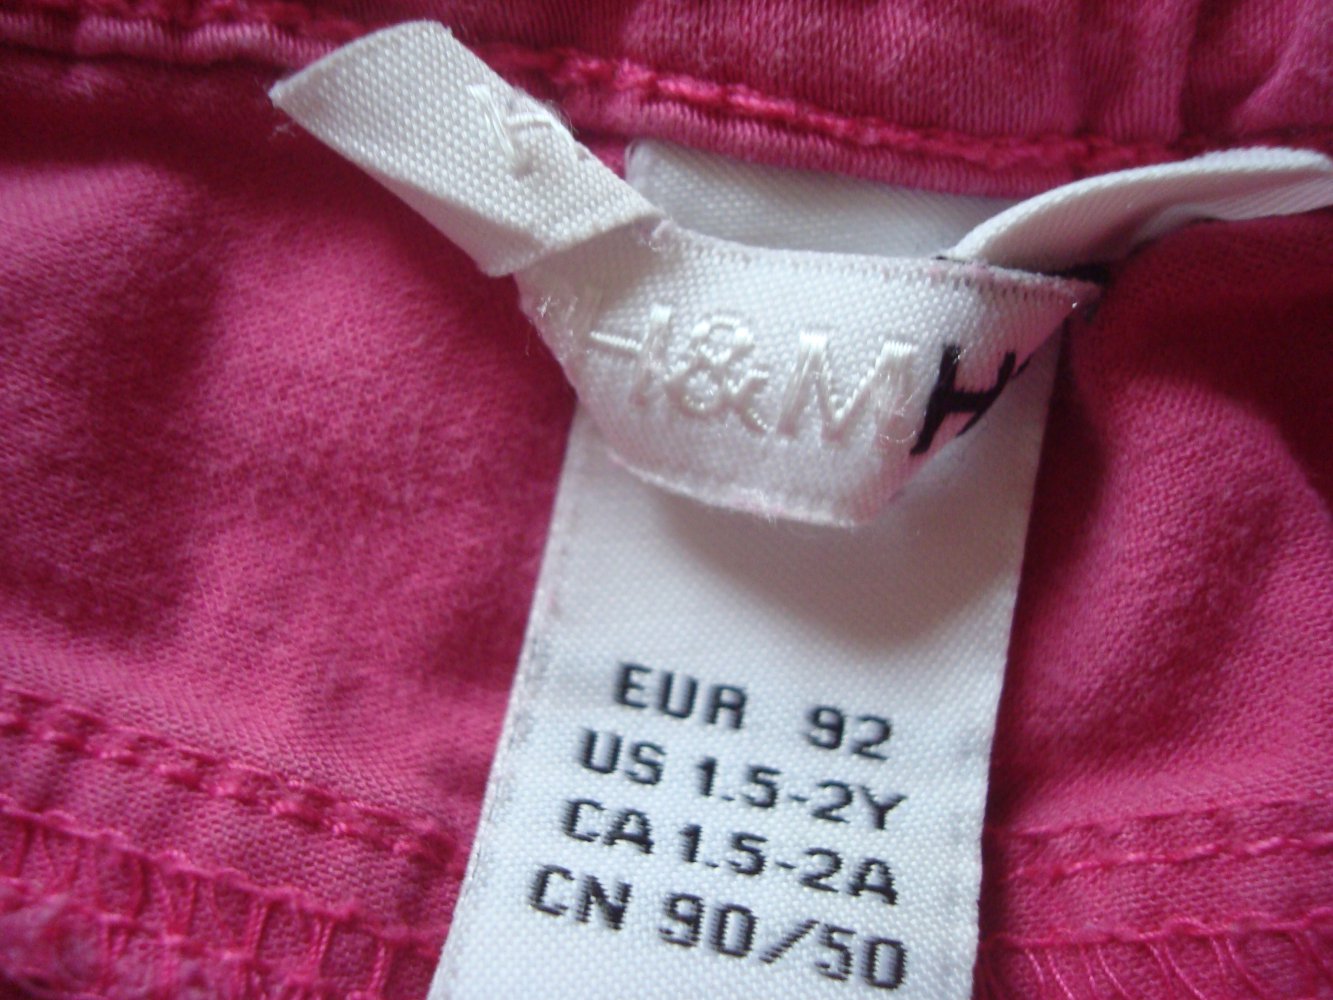 H&M H
EUR 92
US 1.5-2Y
CA 1.5-2A
CN 90/50